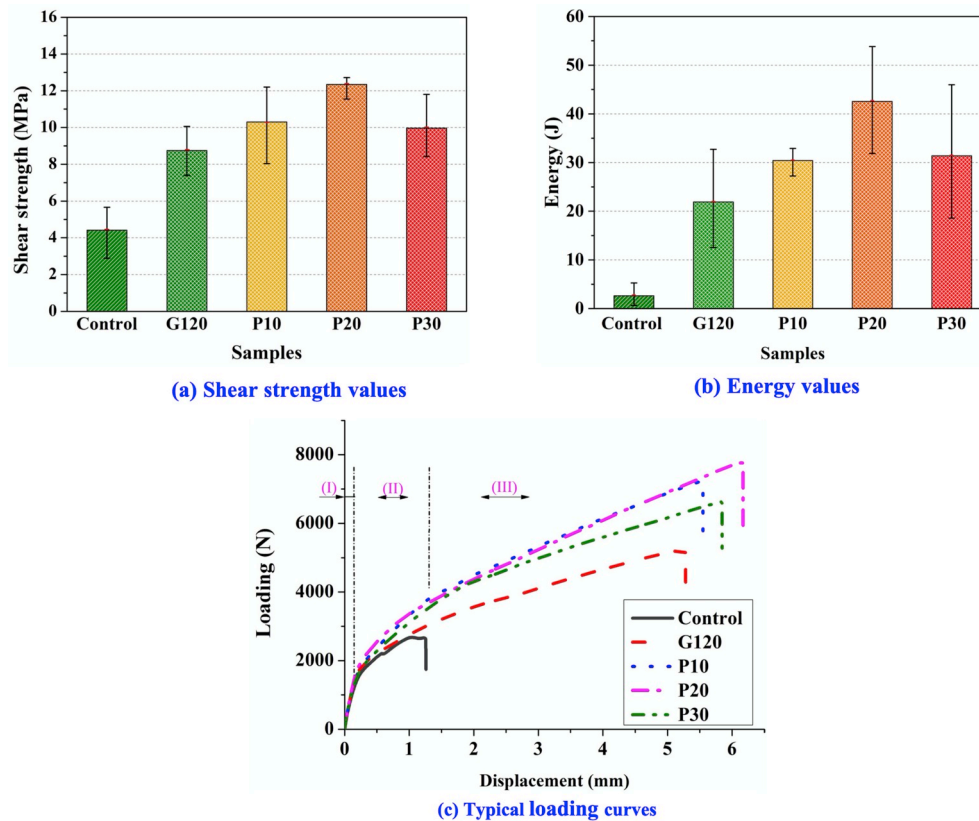 Shear strength (MPa)
16
14
12
10
8
6
4
2
0
Control G120 P10 P20 P30
Samples
(a) Shear strength values
Energy (J)
60
50
40
30
20
10
0
Control G120 P10 P20 P30
Samples
(b) Energy values
Loading (N)
8000
6000
4000
2000
0
(I) (II) (III)
Control
G120
P10
P20
P30
0 1 2 3 4 5 6
Displacement (mm)
(c) Typical loading curves